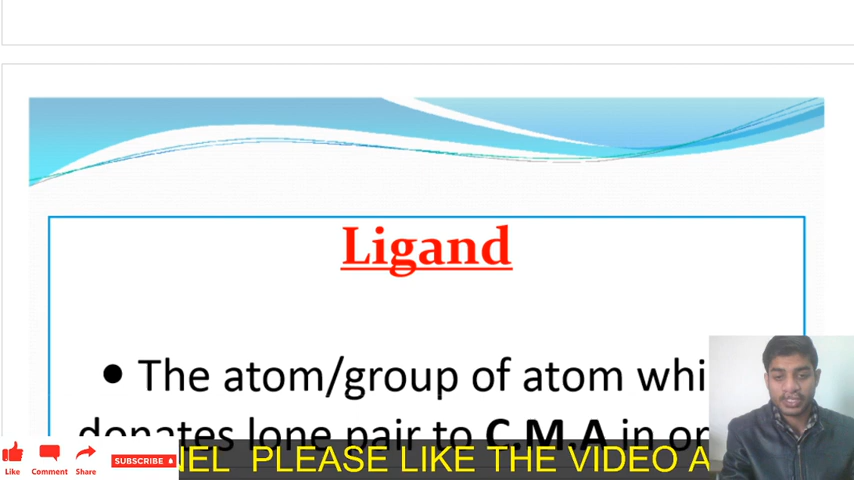 Ligand
• The atom/group of atom whi
donates lone pair to C.M.A in or
NEL PLEASE LIKE THE VIDEO A
Like Comment Share SUBSCRIBE